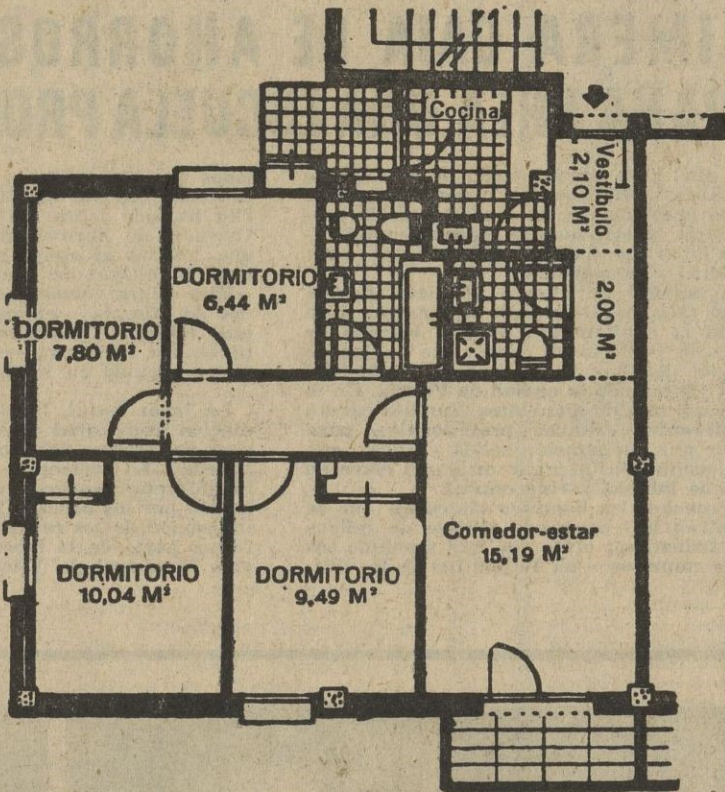 Cocina
Vestíbulo
2,10 M²
DORMITORIO
6,44 M²
2,00 M²
DORMITORIO
7,80 M²
Comedor-estar
15,19 M²
DORMITORIO
10,04 M²
DORMITORIO
9,49 M²